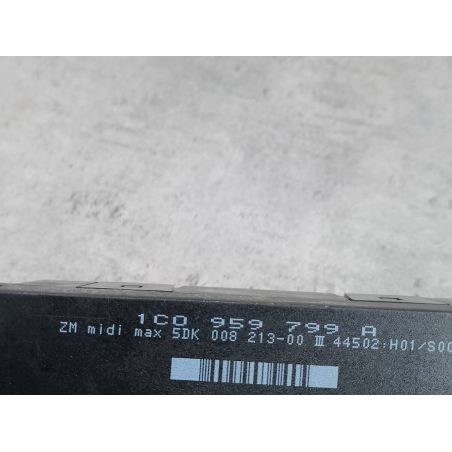 1C0 959 799 A
ZM midi max 5DK 008 213-00 III 44502:H01/S00